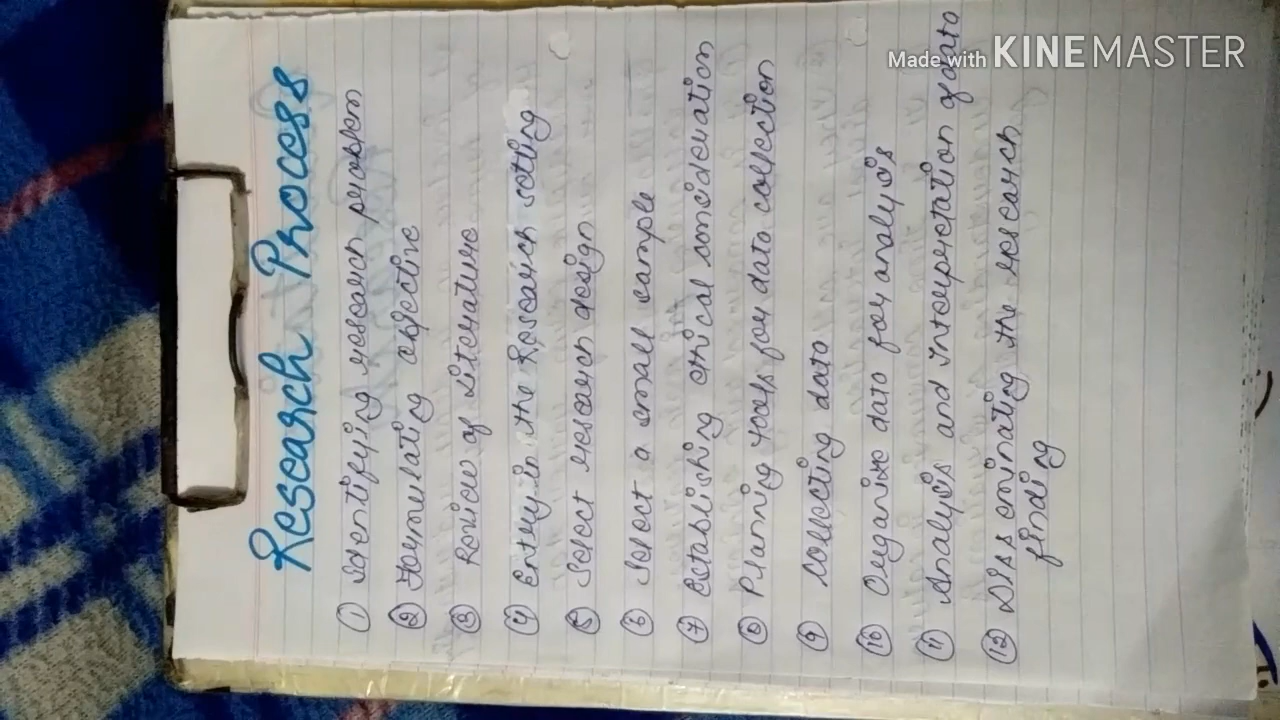 Research Process
① Identifying research problem
② Formulating objective
③ Review of Literature
④ Entry in the Research setting
⑤ Select research design
⑥ Select a small sample
⑦ Establishing ethical consideration
⑧ Planning tools for data collection
⑨ Collecting data
⑩ Organize data for analysis
⑪ Analysis and Interpretation of data
⑫ Disseminating the research
finding
Made with KINEMASTER